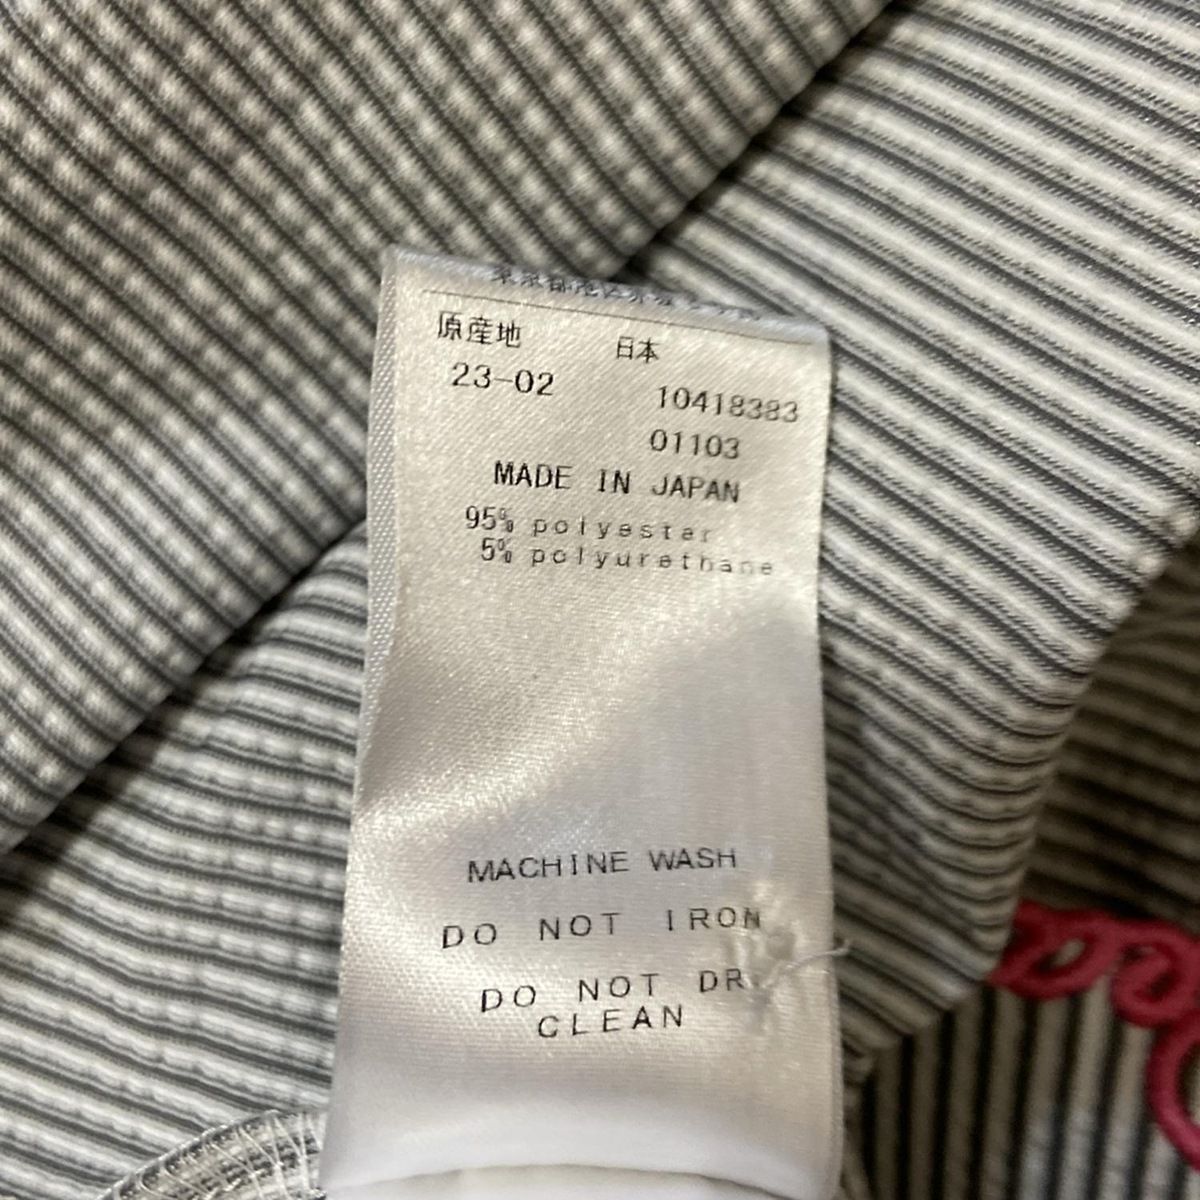 原産地 日本
23-02 10418383
01103
MADE IN JAPAN
95% polyester
5% polyurethane
MACHINE WASH
DO NOT IRON
DO NOT
CLEAN